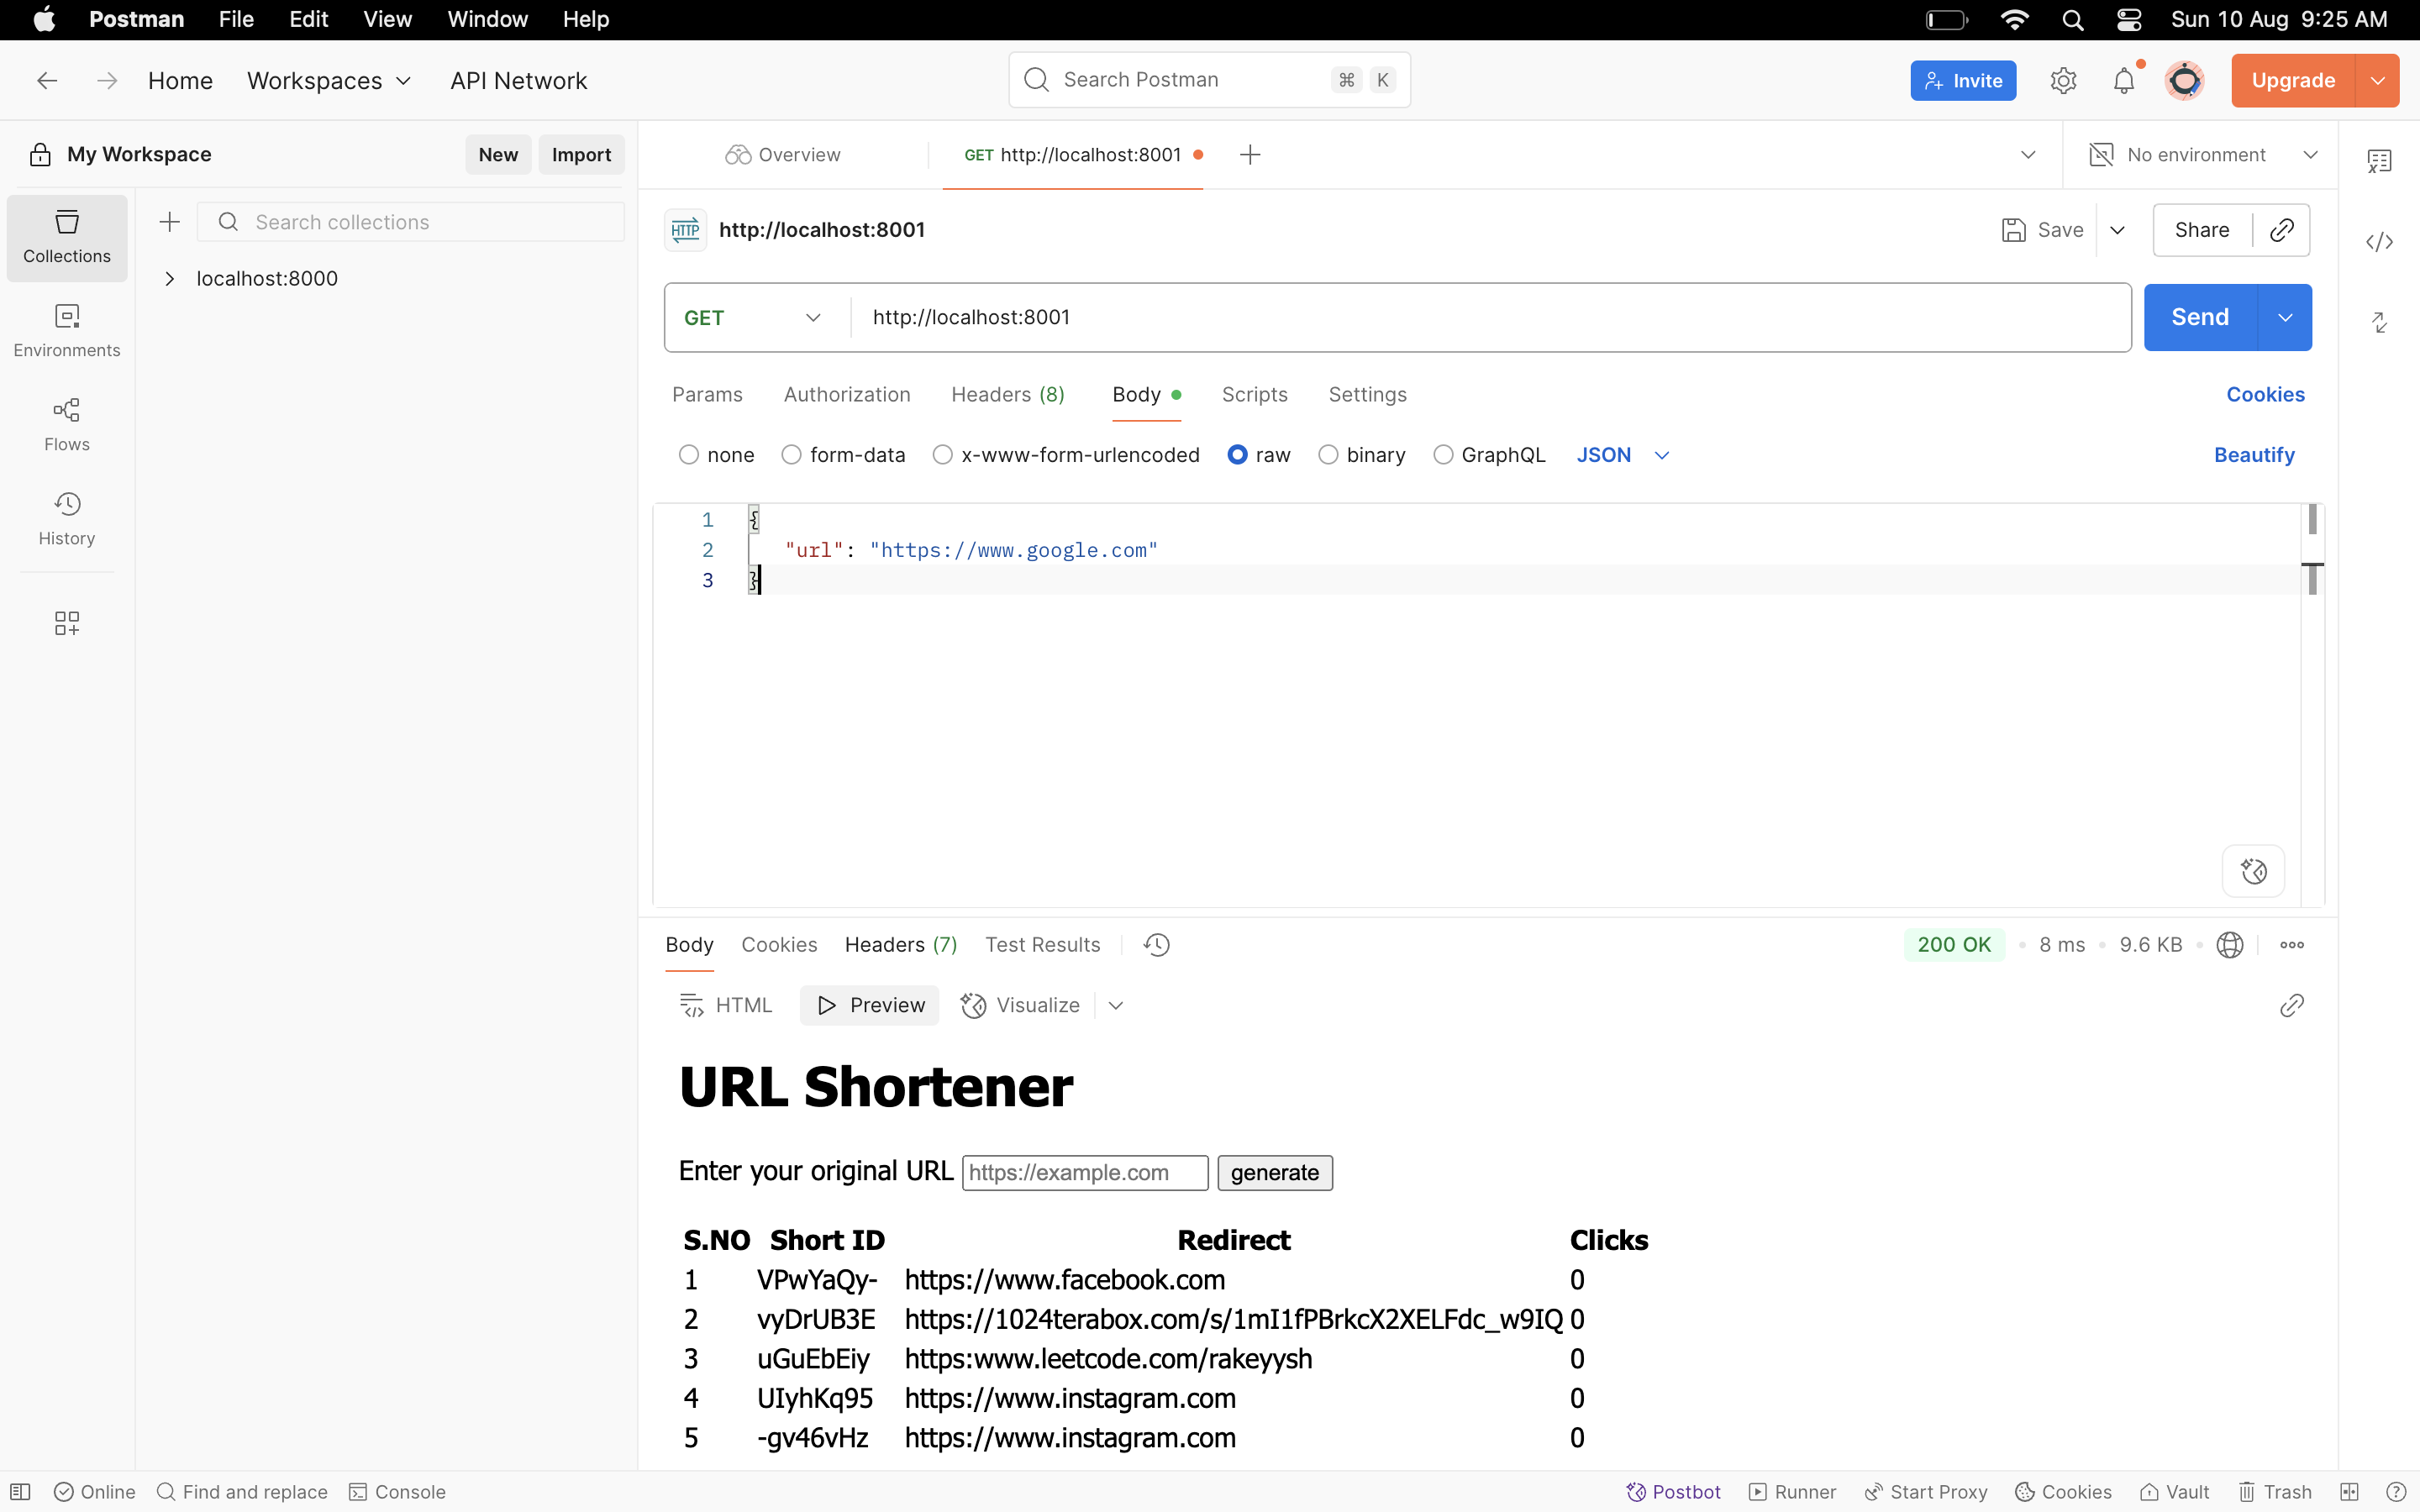 Postman File Edit View Window Help Sun 10 Aug 9:25 AM
Home Workspaces API Network Search Postman ⌘ K Invite Upgrade
My Workspace New Import Overview GET http://localhost:8001 No environment
Collections Search collections HTTP http://localhost:8001 Save Share
localhost:8000
Environments GET http://localhost:8001 Send
Params Authorization Headers (8) Body Scripts Settings Cookies
Flows none form-data x-www-form-urlencoded raw binary GraphQL JSON Beautify
History 1 {
2 "url": "https://www.google.com"
3 }
Body Cookies Headers (7) Test Results 200 OK 8 ms 9.6 KB
HTML Preview Visualize
URL Shortener
Enter your original URL https://example.com generate
S.NO Short ID Redirect Clicks
1 VPwYaQy- https://www.facebook.com 0
2 vyDrUB3E https://1024terabox.com/s/1mI1fPBrkcX2XELFdc_w9IQ 0
3 uGuEbEiy https:www.leetcode.com/rakeyysh 0
4 UIyhKq95 https://www.instagram.com 0
5 -gv46vHz https://www.instagram.com 0
Online Find and replace Console Postbot Runner Start Proxy Cookies Vault Trash